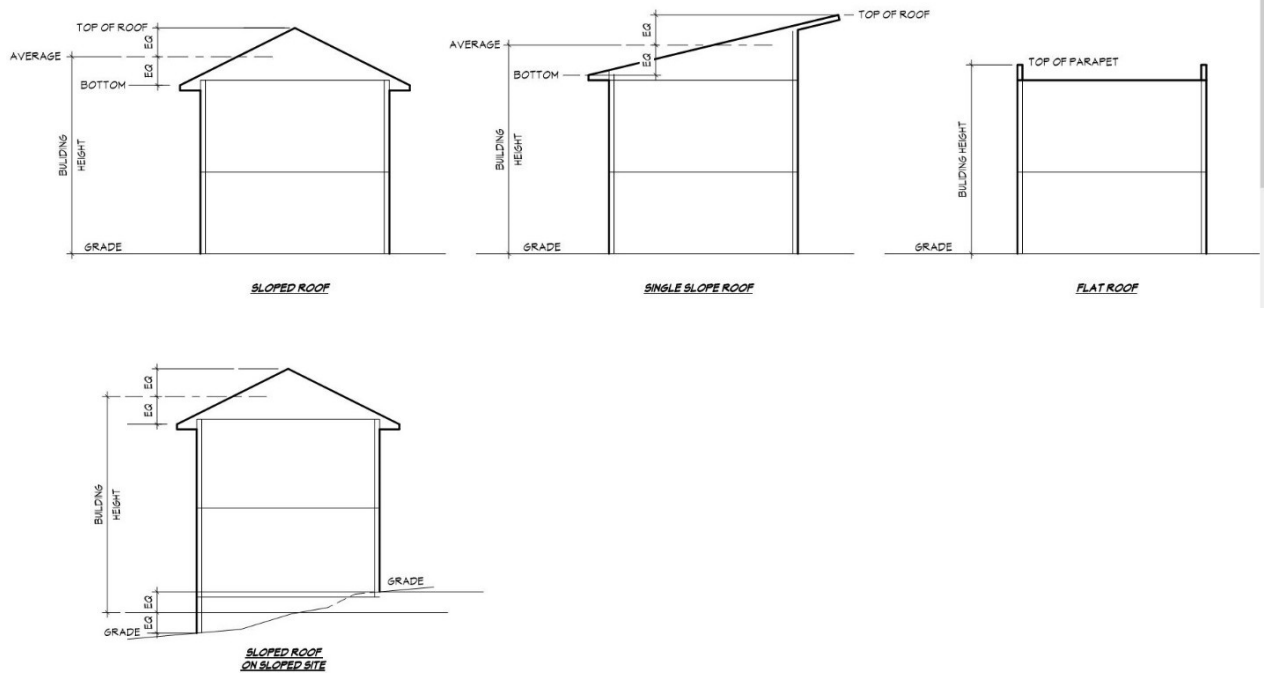 TOP OF ROOF
EQ
AVERAGE
EQ
BOTTOM
BULIDING
HEIGHT
GRADE
SLOPED ROOF
TOP OF ROOF
EQ
AVERAGE
EQ
BOTTOM
BUILDING
HEIGHT
GRADE
SINGLE SLOPE ROOF
TOP OF PARAPET
BULIDING HEIGHT
GRADE
FLAT ROOF
EQ
EQ
BUILDING
HEIGHT
GRADE
EQ
EQ
GRADE
SLOPED ROOF
ON SLOPED SITE